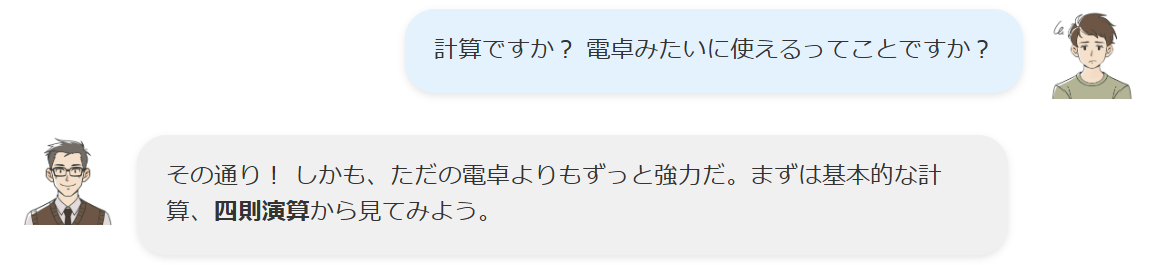 計算ですか？ 電卓みたいに使えるってことですか？
その通り！ しかも、ただの電卓よりもずっと強力だ。まずは基本的な計
算、四則演算から見てみよう。